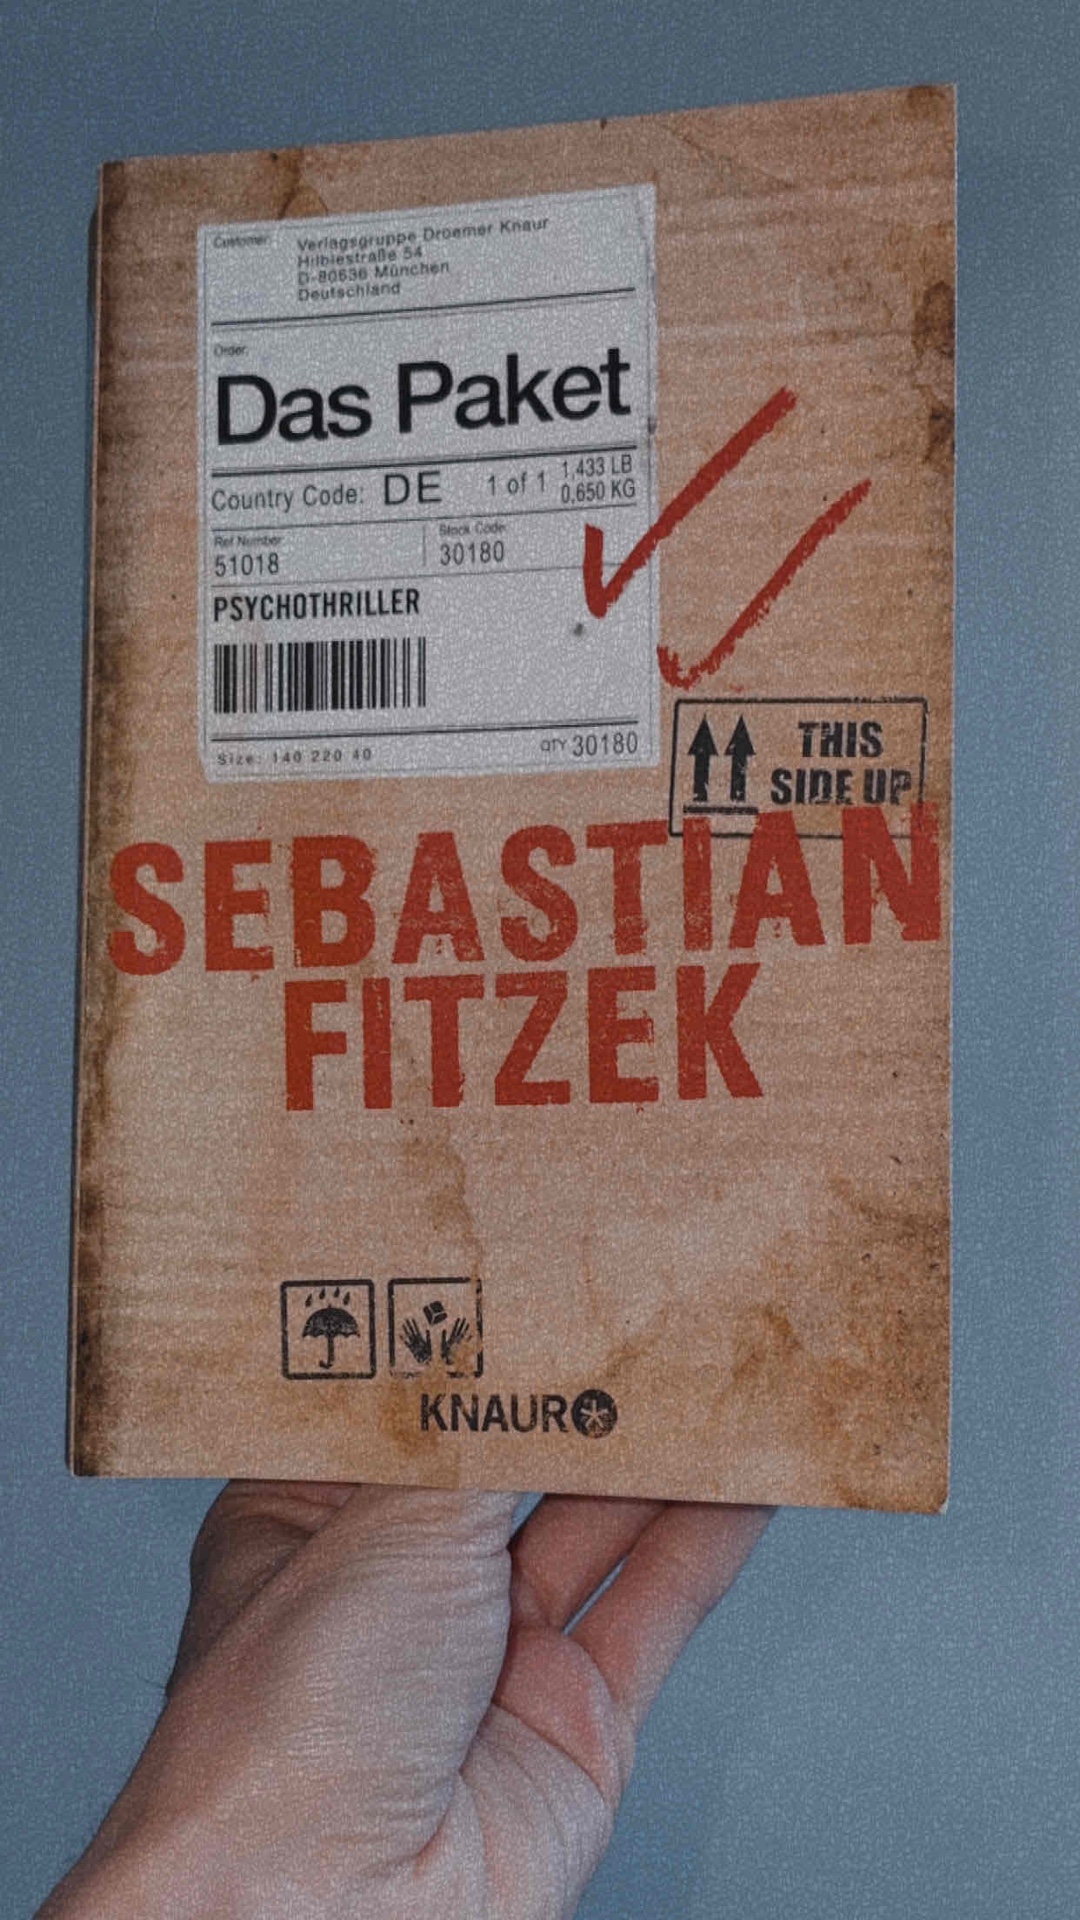 Customer:
Verlagsgruppe Droemer Knaur
Hilblestraße 54
D-80636 München
Deutschland
Order:
Das Paket
Country Code: DE 1 of 1 1,433 LB
0,650 KG
Ref Number:
51018
Stock Code:
30180
PSYCHOTHRILLER
Size: 140 220 40
QTY 30180
THIS
SIDE UP
SEBASTIAN
FITZEK
KNAUR